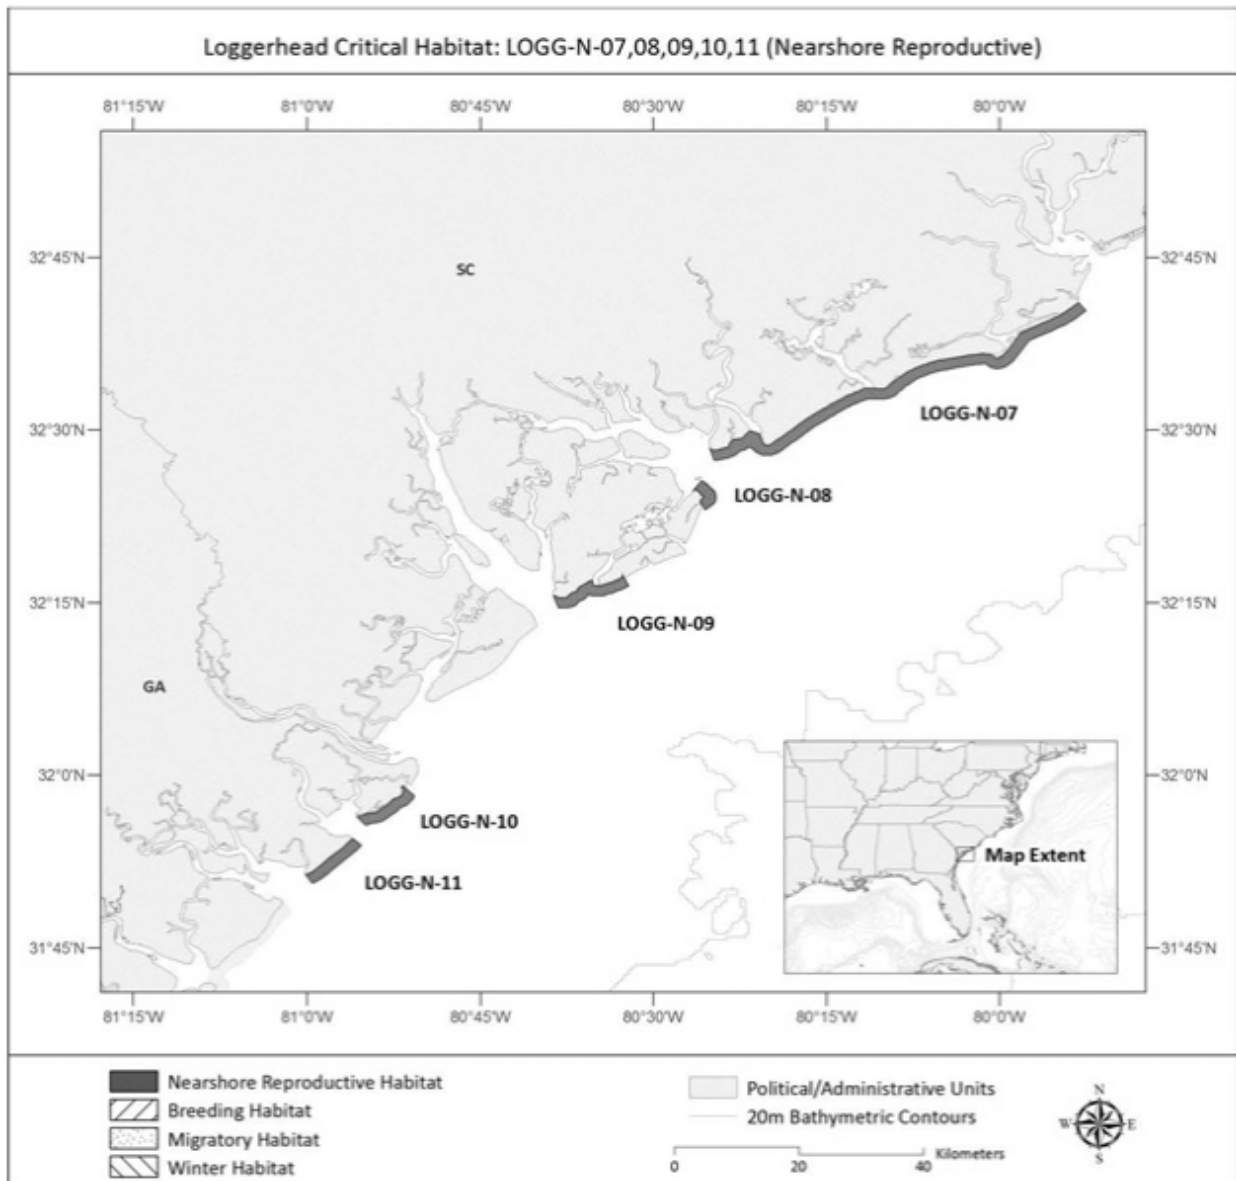 Loggerhead Critical Habitat: LOGG-N-07,08,09,10,11 (Nearshore Reproductive)
81°15'W 81°0'W 80°45'W 80°30'W 80°15'W 80°0'W
32°45'N 32°45'N
SC
LOGG-N-07
32°30'N 32°30'N
LOGG-N-08
32°15'N 32°15'N
LOGG-N-09
GA
32°0'N 32°0'N
LOGG-N-10
Map Extent
LOGG-N-11
31°45'N 31°45'N
81°15'W 81°0'W 80°45'W 80°30'W 80°15'W 80°0'W
Nearshore Reproductive Habitat
Breeding Habitat
Migratory Habitat
Winter Habitat
Political/Administrative Units
20m Bathymetric Contours
Kilometers
0 20 40
N
W E
S